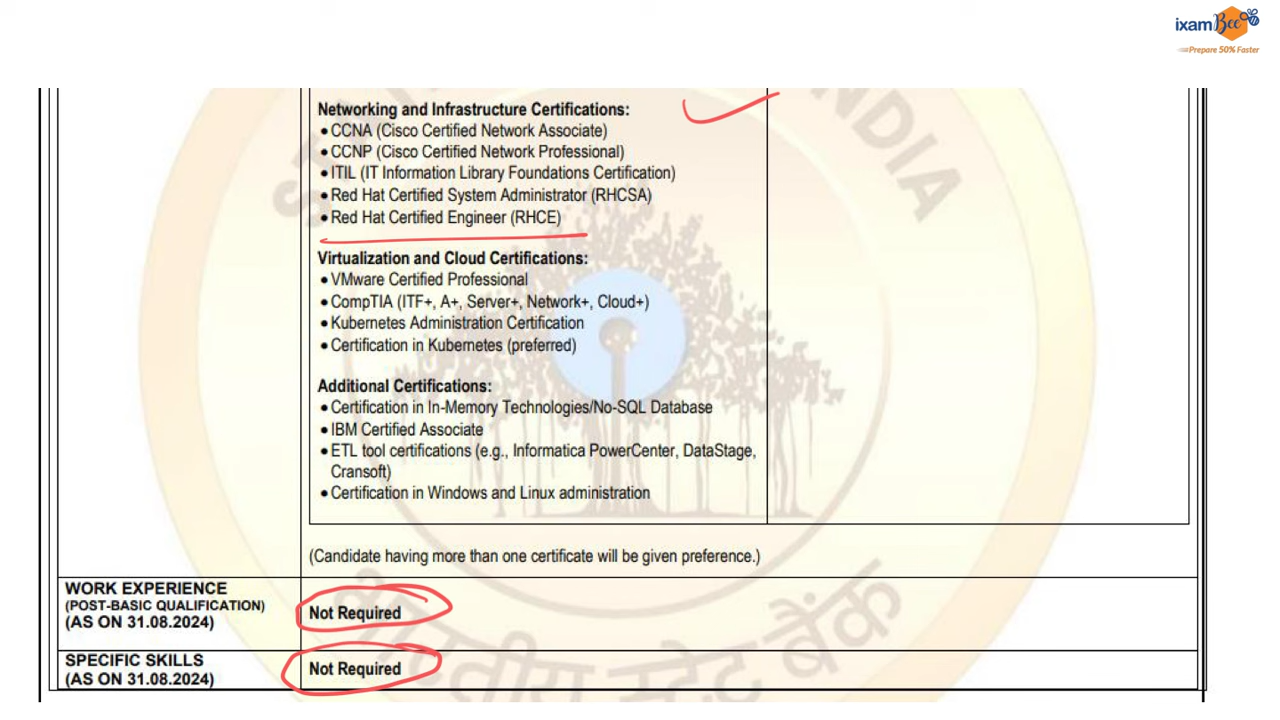 ixamBee
Prepare 50% Faster
Networking and Infrastructure Certifications:
• CCNA (Cisco Certified Network Associate)
• CCNP (Cisco Certified Network Professional)
• ITIL (IT Information Library Foundations Certification)
• Red Hat Certified System Administrator (RHCSA)
• Red Hat Certified Engineer (RHCE)
Virtualization and Cloud Certifications:
• VMware Certified Professional
• CompTIA (ITF+, A+, Server+, Network+, Cloud+)
• Kubernetes Administration Certification
• Certification in Kubernetes (preferred)
Additional Certifications:
• Certification in In-Memory Technologies/No-SQL Database
• IBM Certified Associate
• ETL tool certifications (e.g., Informatica PowerCenter, DataStage,
Cransoft)
• Certification in Windows and Linux administration
(Candidate having more than one certificate will be given preference.)
WORK EXPERIENCE
(POST-BASIC QUALIFICATION)
(AS ON 31.08.2024)
Not Required
SPECIFIC SKILLS
(AS ON 31.08.2024)
Not Required
INDIA
भारतीय स्टेट बैंक